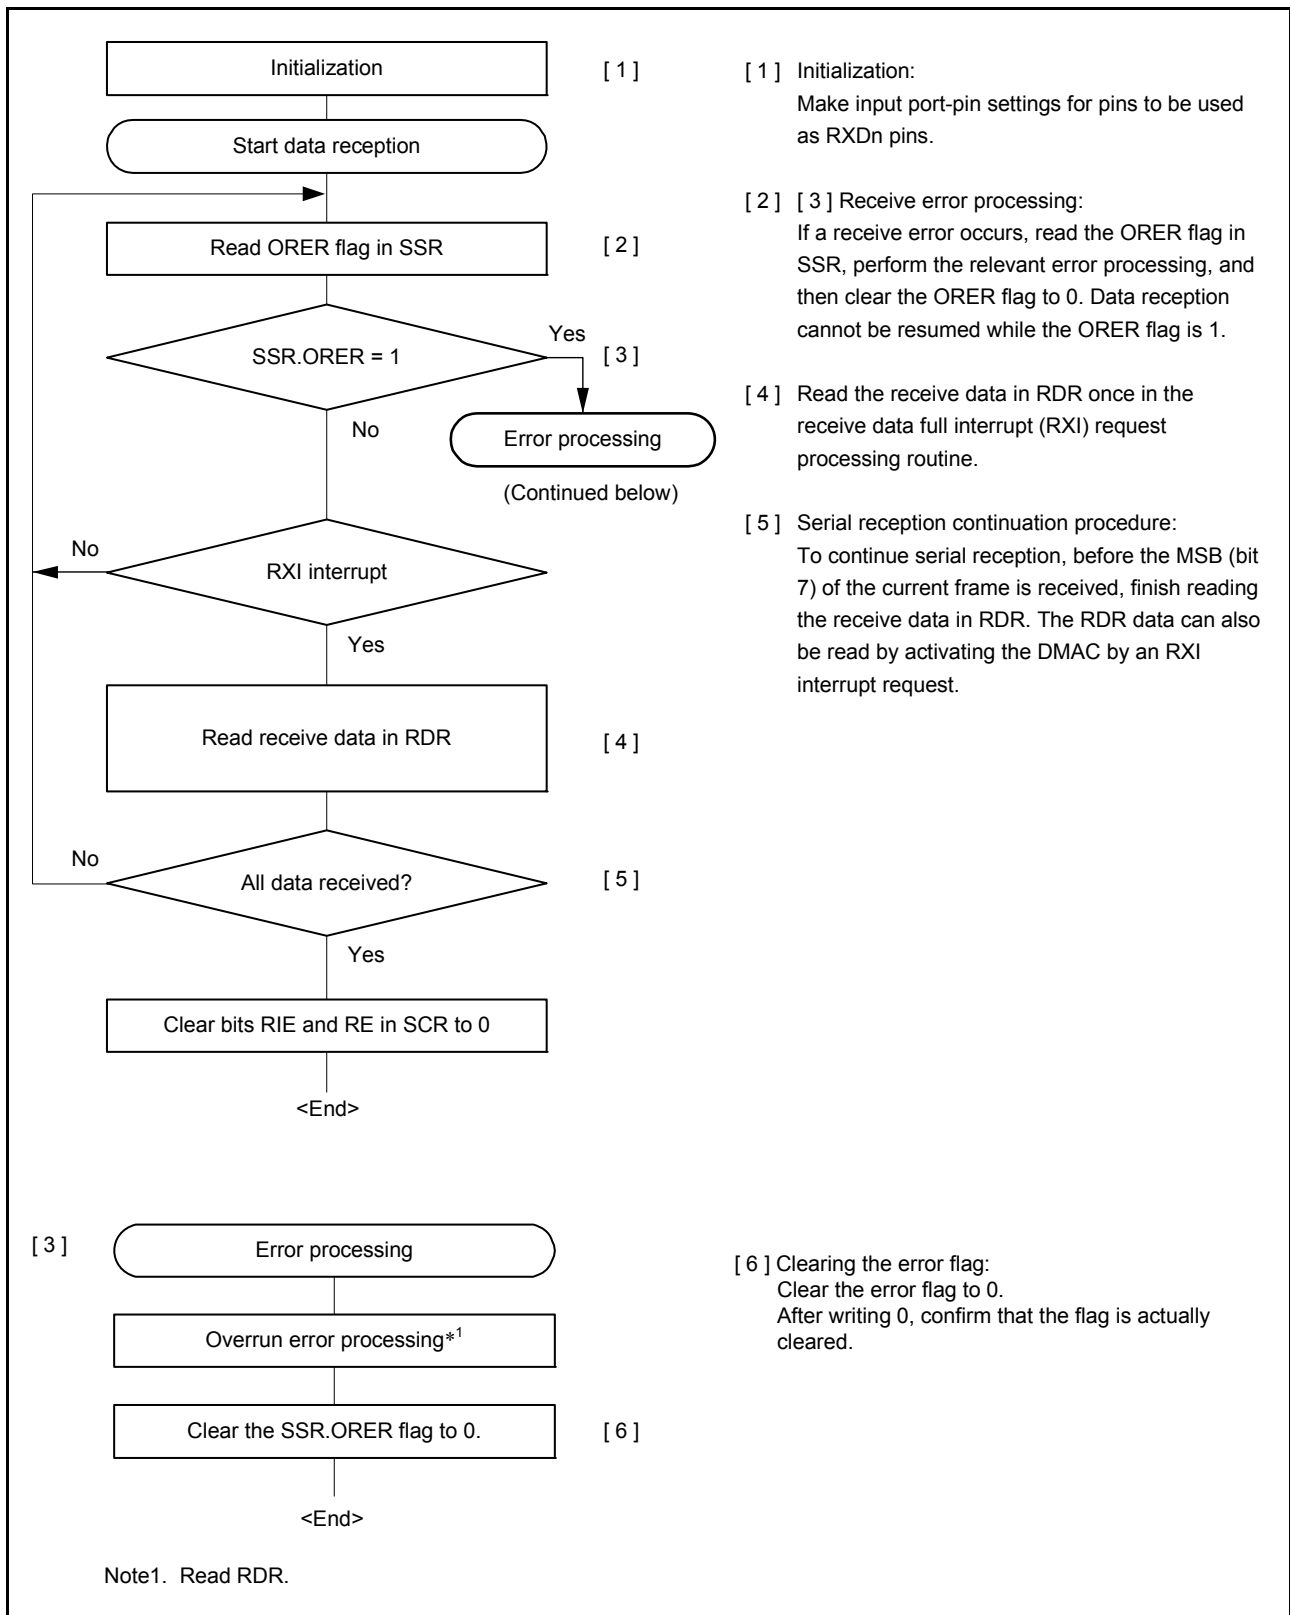 Initialization
[ 1 ]
Start data reception
Read ORER flag in SSR
[ 2 ]
SSR.ORER = 1
Yes
[ 3 ]
No
Error processing
(Continued below)
No
RXI interrupt
Yes
Read receive data in RDR
[ 4 ]
No
All data received?
[ 5 ]
Yes
Clear bits RIE and RE in SCR to 0
<End>
[ 1 ] Initialization:
Make input port-pin settings for pins to be used
as RXDn pins.
[ 2 ] [ 3 ] Receive error processing:
If a receive error occurs, read the ORER flag in
SSR, perform the relevant error processing, and
then clear the ORER flag to 0. Data reception
cannot be resumed while the ORER flag is 1.
[ 4 ] Read the receive data in RDR once in the
receive data full interrupt (RXI) request
processing routine.
[ 5 ] Serial reception continuation procedure:
To continue serial reception, before the MSB (bit
7) of the current frame is received, finish reading
the receive data in RDR. The RDR data can also
be read by activating the DMAC by an RXI
interrupt request.
[ 3 ]
Error processing
Overrun error processing*1
Clear the SSR.ORER flag to 0.
[ 6 ]
<End>
[ 6 ] Clearing the error flag:
Clear the error flag to 0.
After writing 0, confirm that the flag is actually
cleared.
Note1. Read RDR.